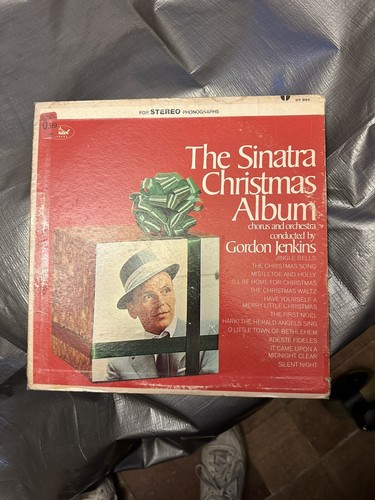 FOR STEREO PHONOGRAPHS
The Sinatra
Christmas
Album
chorus and orchestra
conducted by
Gordon Jenkins
JINGLE BELLS
THE CHRISTMAS SONG
MISTLETOE AND HOLLY
I'LL BE HOME FOR CHRISTMAS
THE CHRISTMAS WALTZ
HAVE YOURSELF A
MERRY LITTLE CHRISTMAS
THE FIRST NOEL
HARK! THE HERALD ANGELS SING
O LITTLE TOWN OF BETHLEHEM
ADESTE FIDELES
IT CAME UPON A
MIDNIGHT CLEAR
SILENT NIGHT